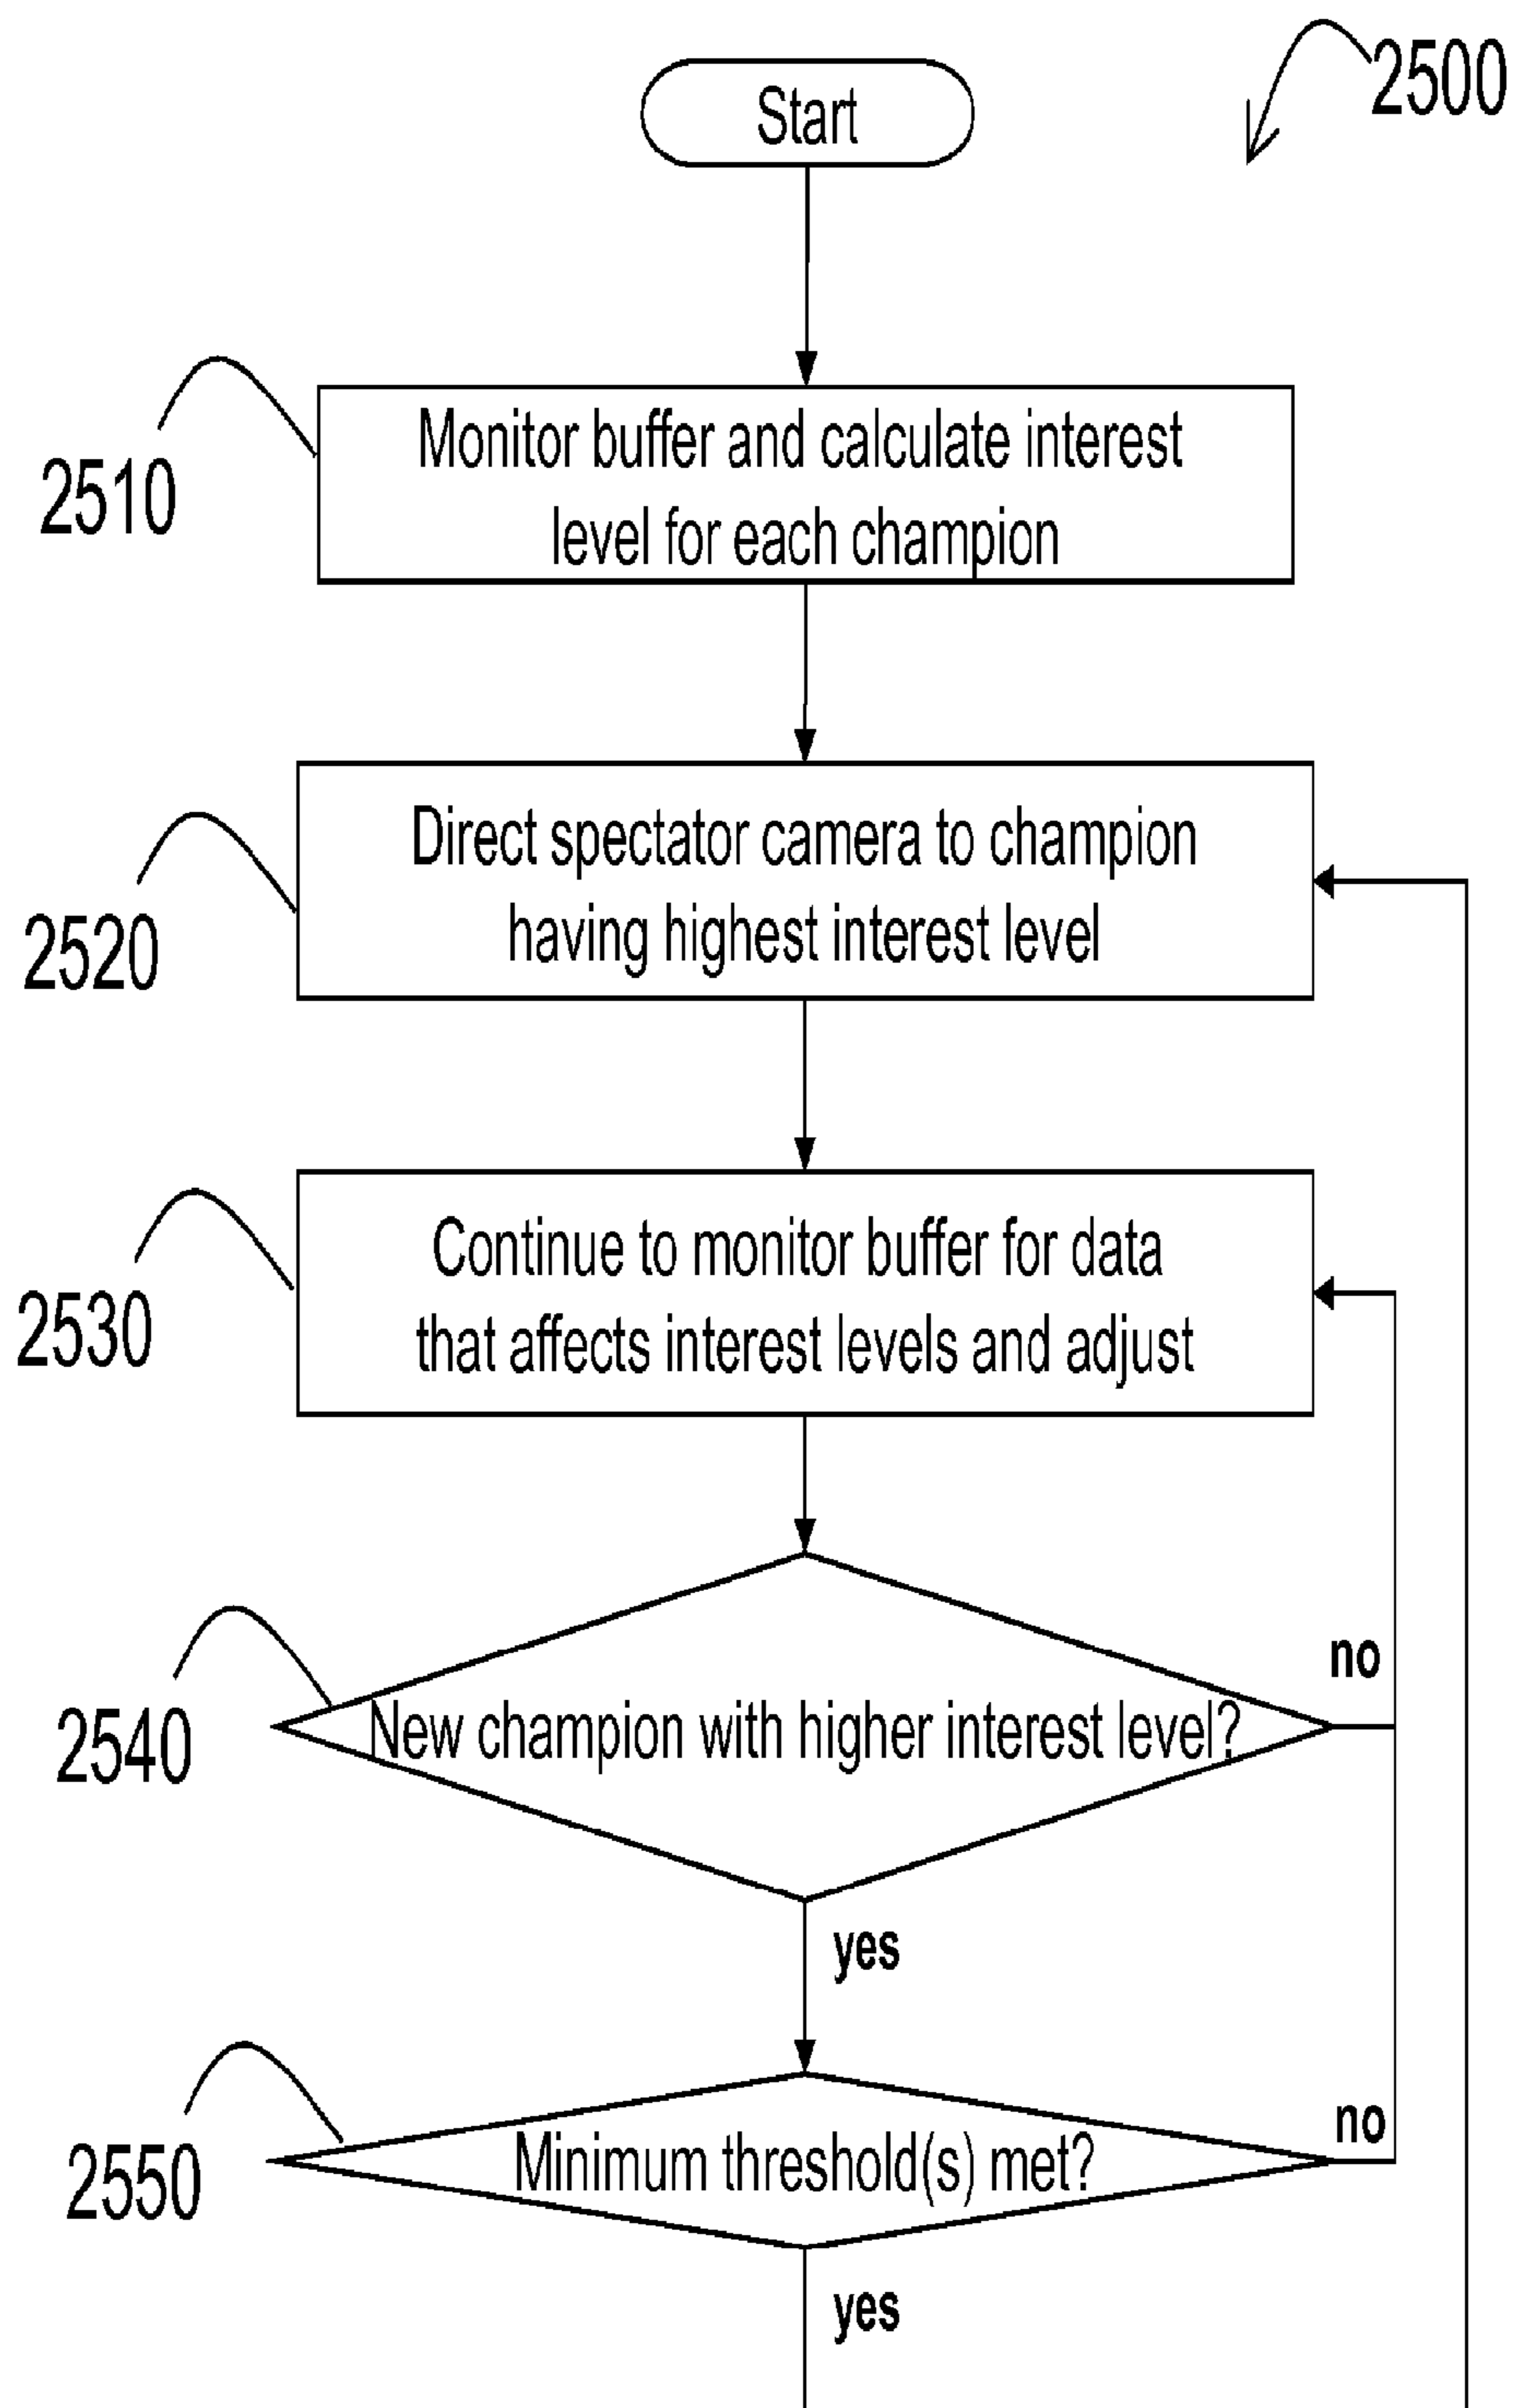 2500
Start
2510
Monitor buffer and calculate interest
level for each champion
2520
Direct spectator camera to champion
having highest interest level
2530
Continue to monitor buffer for data
that affects interest levels and adjust
no
2540
New champion with higher interest level?
yes
no
2550
Minimum threshold(s) met?
yes